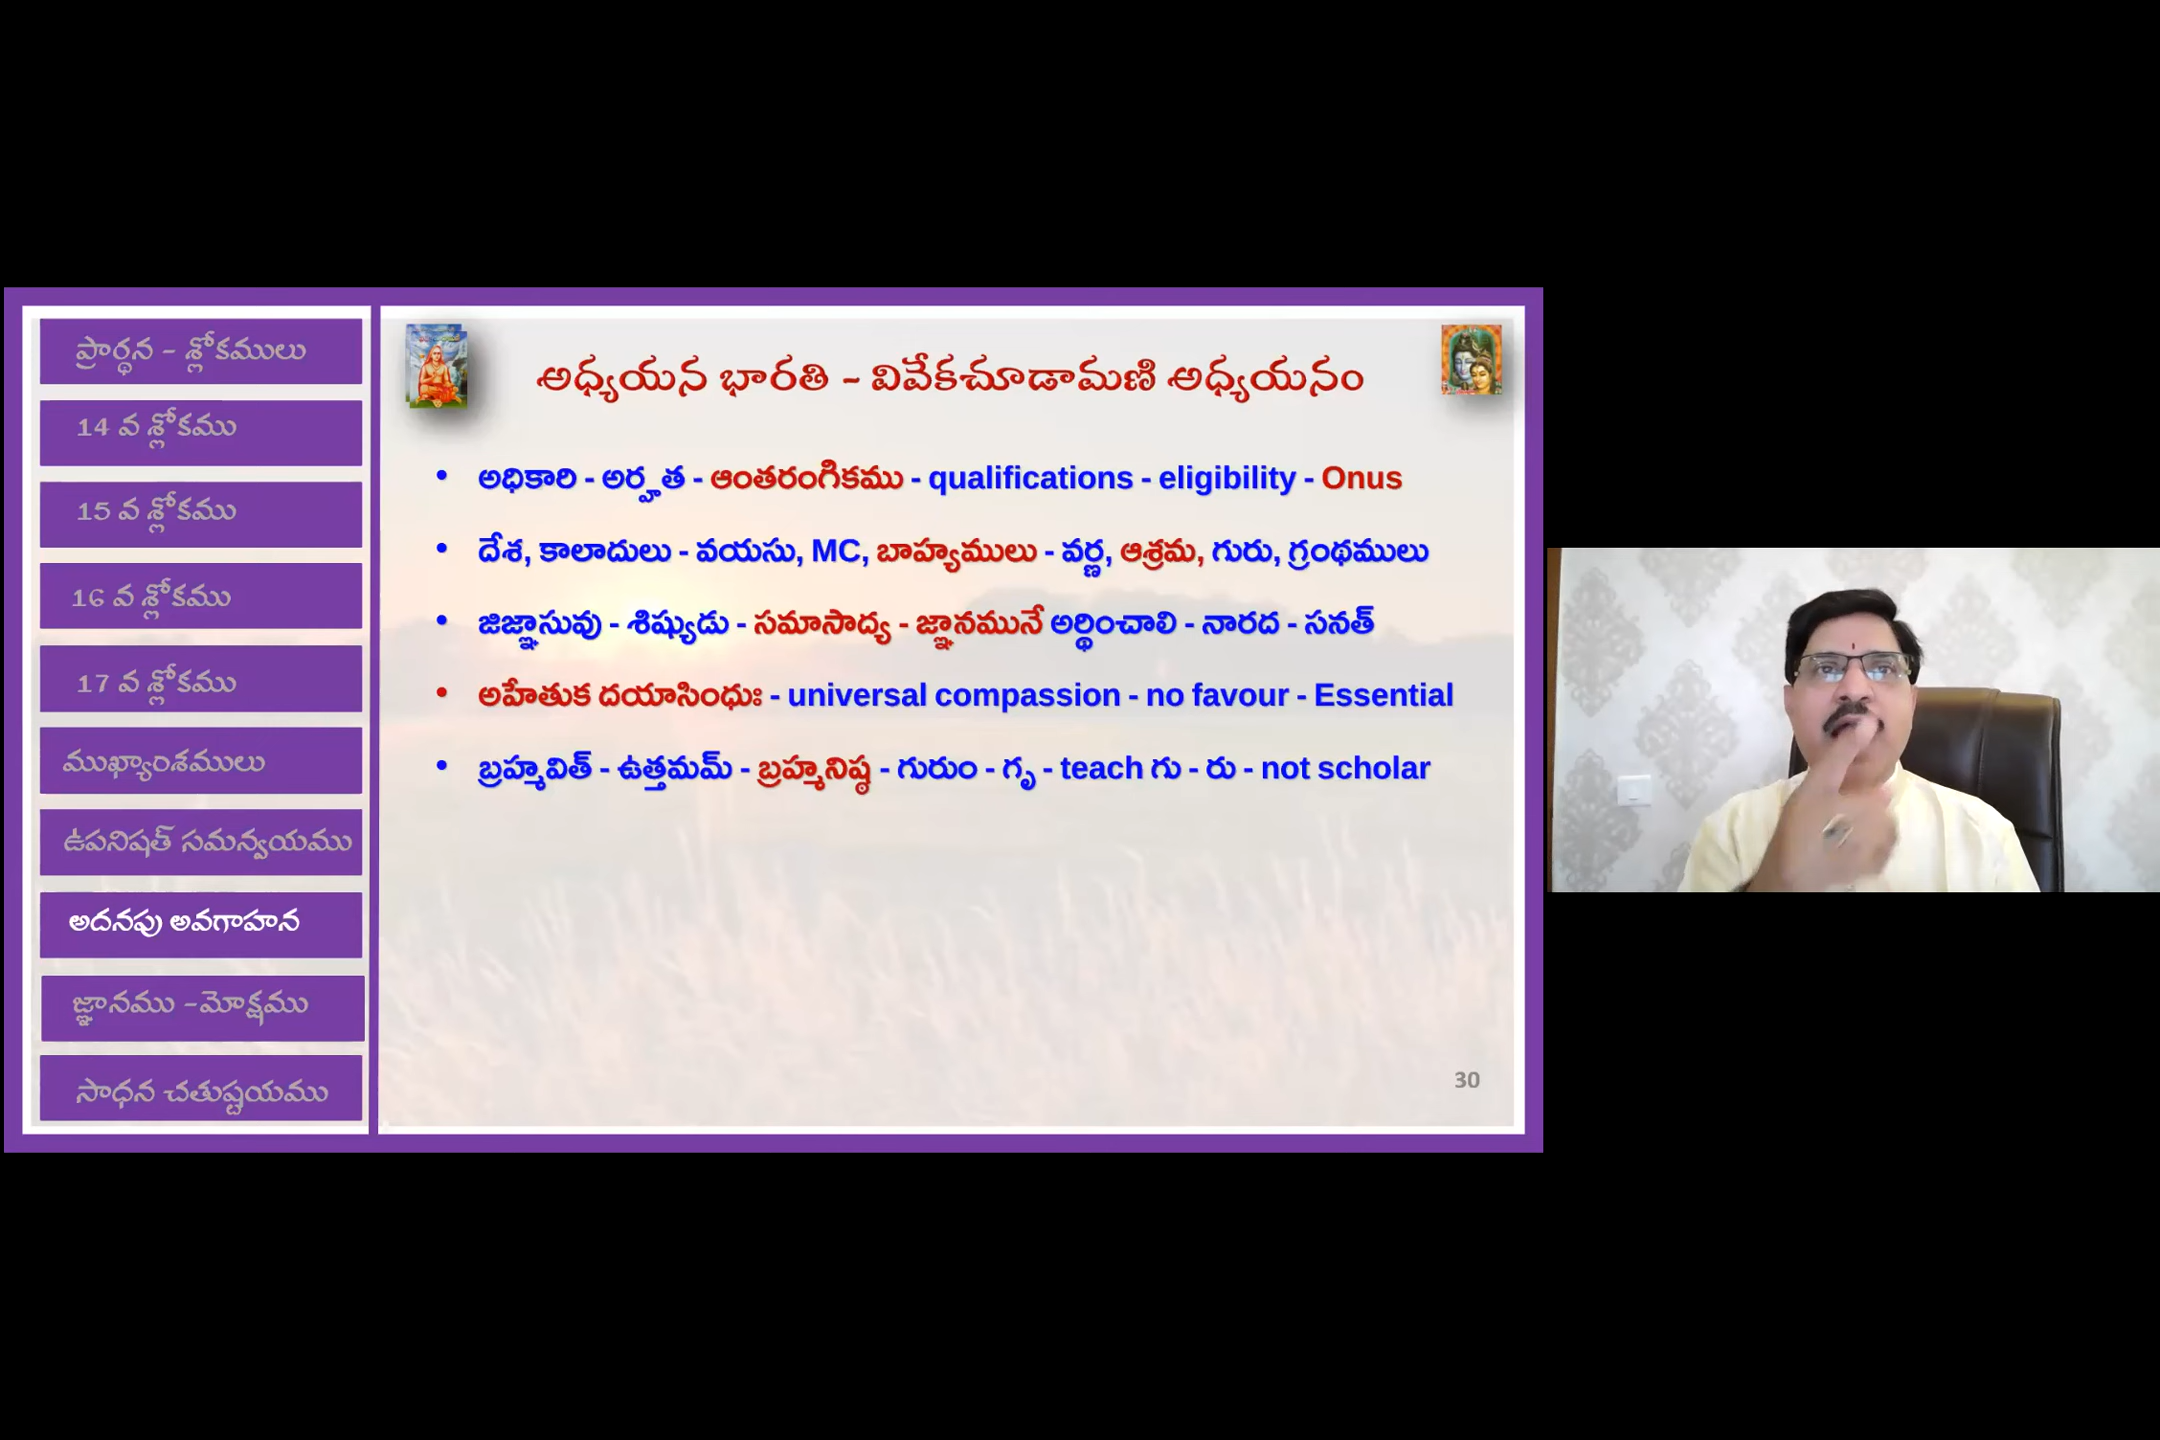 ప్రార్థన – శ్లోకములు
14 వ శ్లోకము
15 వ శ్లోకము
16 వ శ్లోకము
17 వ శ్లోకము
ముఖ్యాంశములు
ఉపనిషత్ సమన్వయము
అదనపు అవగాహన
జ్ఞానము –మోక్షము
సాధన చతుష్టయము
అధ్యయన భారతి – వివేకచూడామణి అధ్యయనం
• అధికారి - అర్హత - ఆంతరంగికము - qualifications - eligibility - Onus
• దేశ, కాలాదులు - వయసు, MC, బాహ్యములు - వర్ణ, ఆశ్రమ, గురు, గ్రంథములు
• జిజ్ఞాసువు - శిష్యుడు - సమాసాద్య - జ్ఞానమునే అర్థించాలి - నారద - సనత్
• అహేతుక దయాసింధుః - universal compassion - no favour - Essential
• బ్రహ్మవిత్ - ఉత్తమమ్ - బ్రహ్మనిష్ఠ - గురుం - గృ - teach గు - రు - not scholar
30